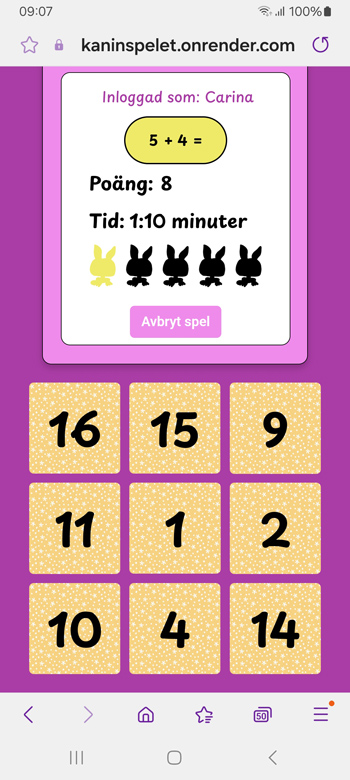 09:07
100%
kaninspelet.onrender.com
Inloggad som: Carina
5 + 4 =
Poäng: 8
Tid: 1:10 minuter
Avbryt spel
16 15 9
11 1 2
10 4 14
50